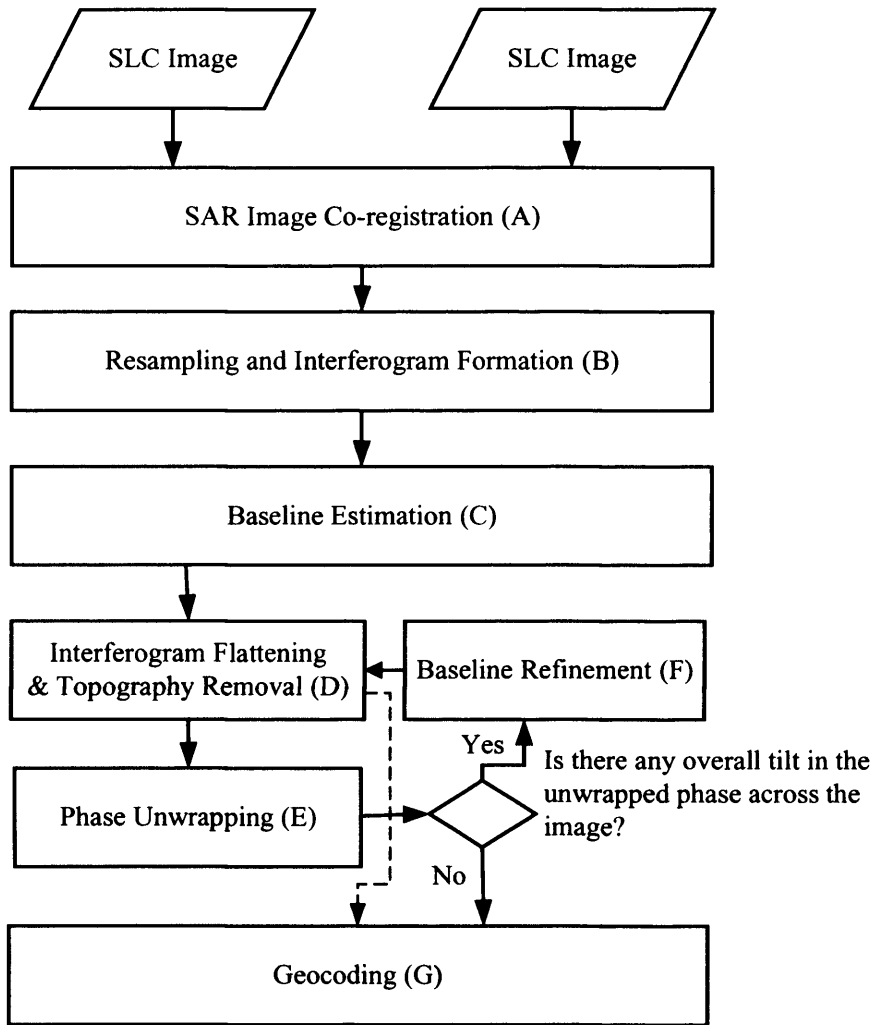 SLC Image
SLC Image
SAR Image Co-registration (A)
Resampling and Interferogram Formation (B)
Baseline Estimation (C)
Interferogram Flattening
& Topography Removal (D)
Baseline Refinement (F)
Yes
Is there any overall tilt in the
unwrapped phase across the
image?
Phase Unwrapping (E)
No
Geocoding (G)